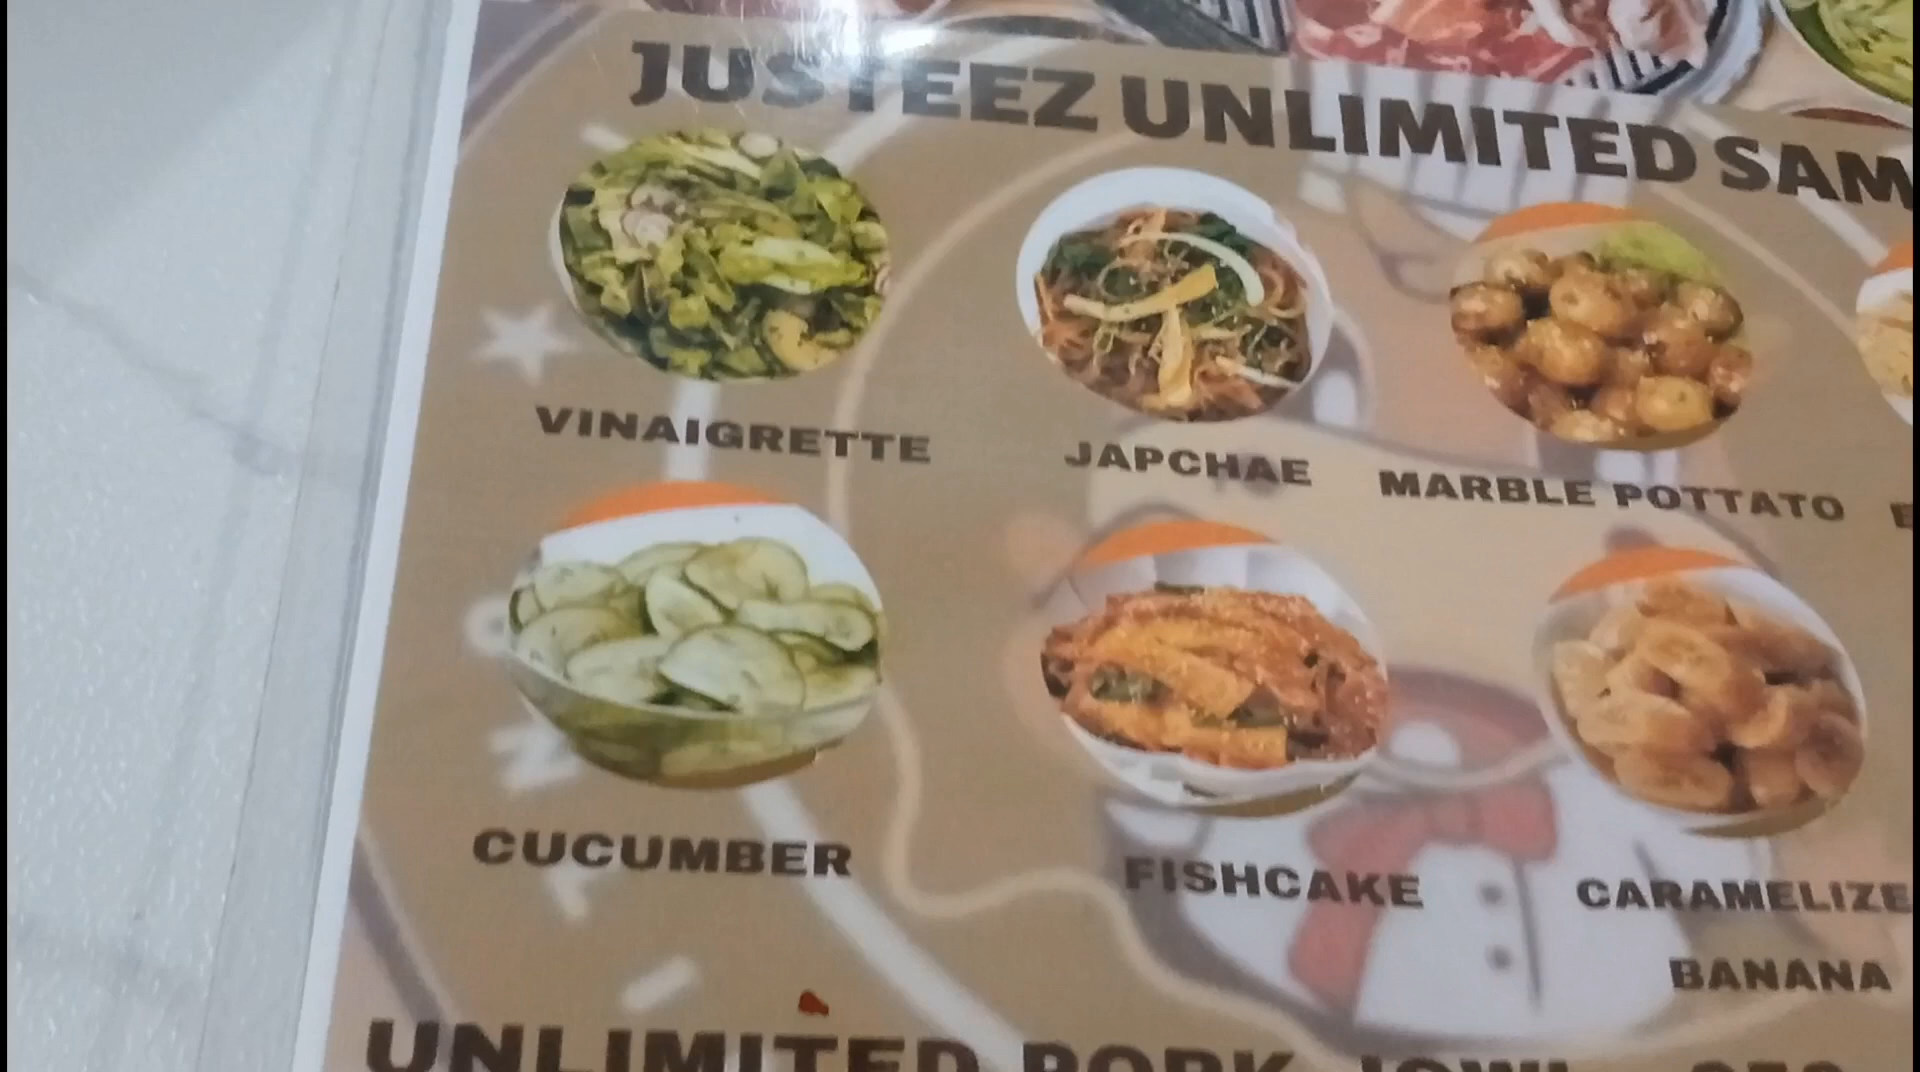 JUSTEEZ UNLIMITED SAM
VINAIGRETTE
JAPCHAE
MARBLE POTTATO
CUCUMBER
FISHCAKE
CARAMELIZE
BANANA
UNLIMITED PORK JOWL